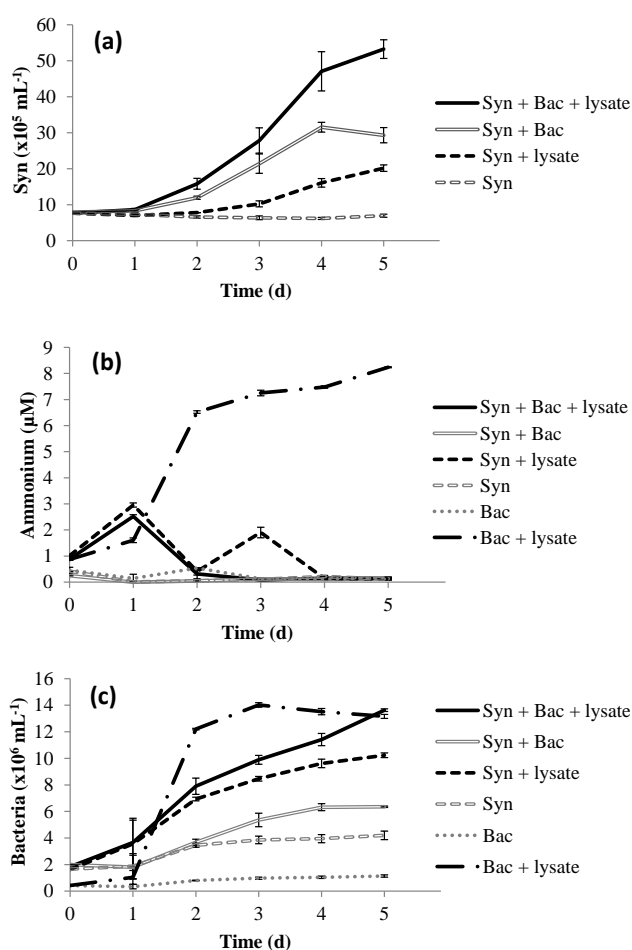 (a)
Syn (x10⁵ mL⁻¹)
60
50
40
30
20
10
0
0 1 2 3 4 5
Time (d)
Syn + Bac + lysate
Syn + Bac
Syn + lysate
Syn
(b)
Ammonium (µM)
9
8
7
6
5
4
3
2
1
0
0 1 2 3 4 5
Time (d)
Syn + Bac + lysate
Syn + Bac
Syn + lysate
Syn
Bac
Bac + lysate
(c)
Bacteria (x10⁶ mL⁻¹)
16
14
12
10
8
6
4
2
0
0 1 2 3 4 5
Time (d)
Syn + Bac + lysate
Syn + Bac
Syn + lysate
Syn
Bac
Bac + lysate